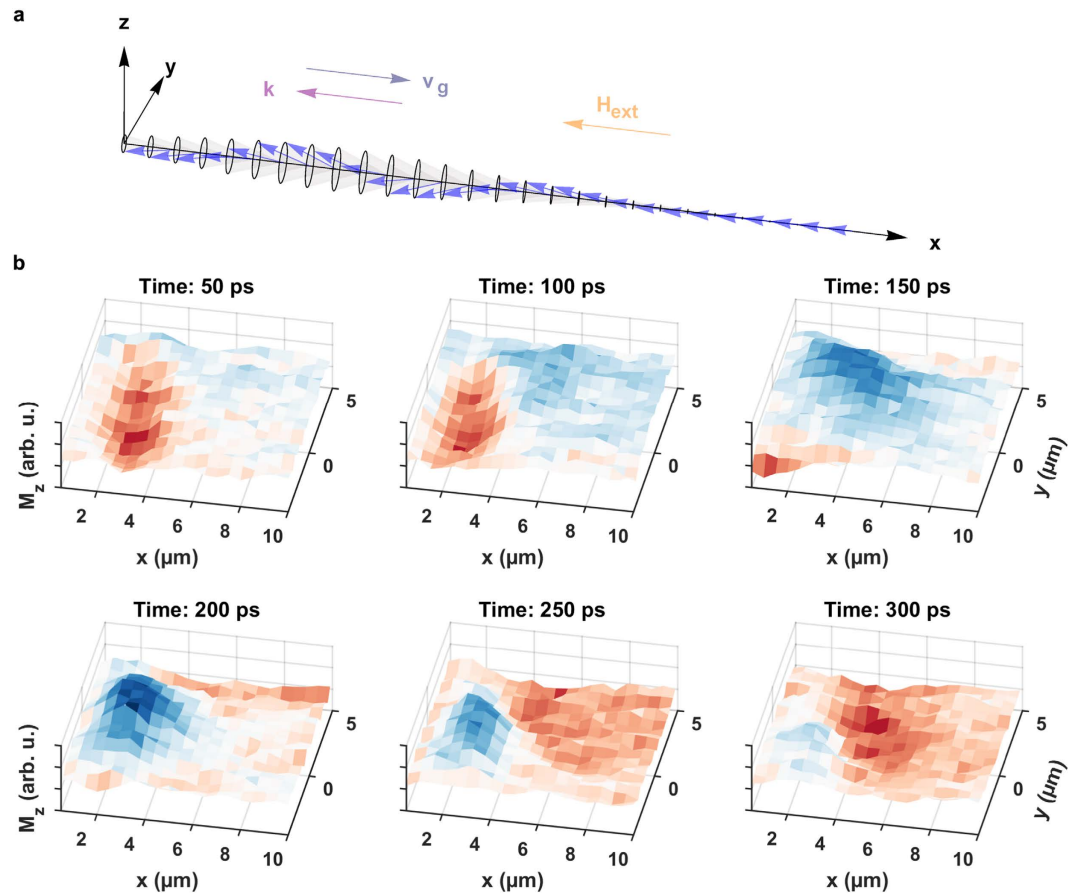 a
z
y
v g
k
H ext
x
b
Time: 50 ps
Time: 100 ps
Time: 150 ps
M z (arb. u.)
5
0
2 4 6 8 10
x (µm)
5
0
2 4 6 8 10
x (µm)
5
0
y (µm)
2 4 6 8 10
x (µm)
Time: 200 ps
Time: 250 ps
Time: 300 ps
M z (arb. u.)
5
0
2 4 6 8 10
x (µm)
5
0
2 4 6 8 10
x (µm)
5
0
y (µm)
2 4 6 8 10
x (µm)